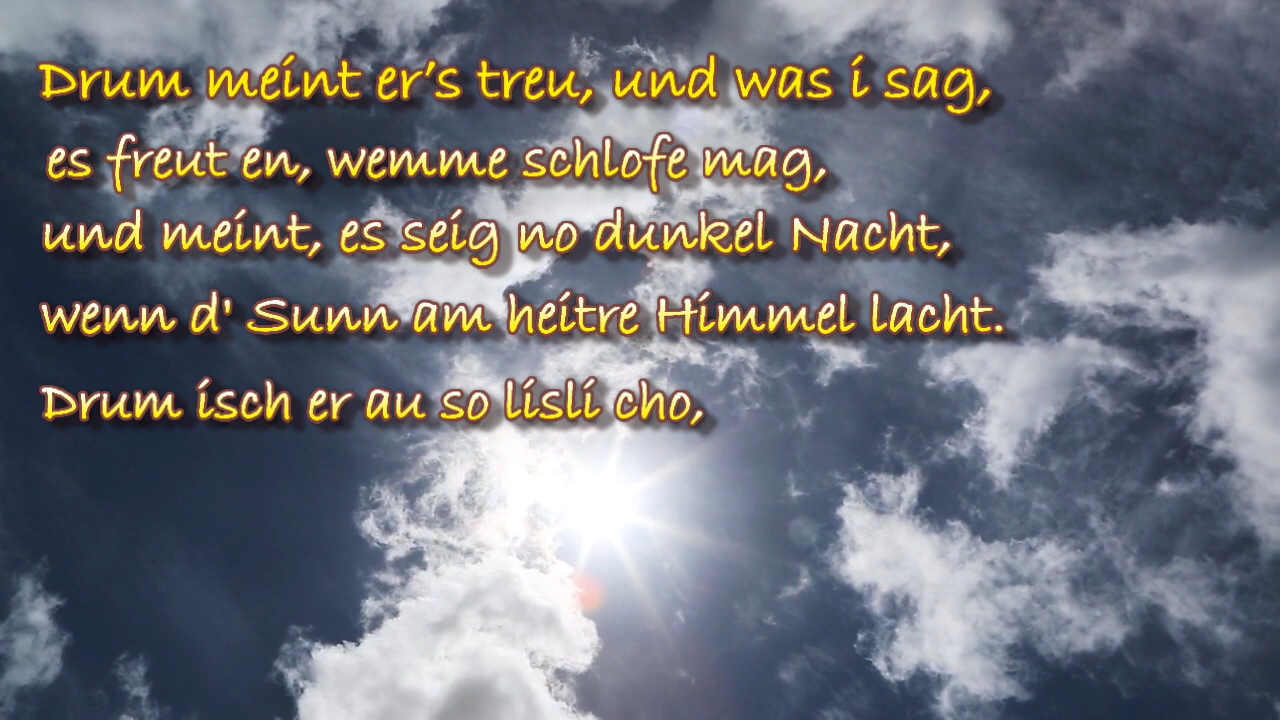 Drum meint er’s treu, und was i sag,
es freut en, wemme schlofe mag,
und meint, es seig no dunkel Nacht,
wenn d' Sunn am heitre Himmel lacht.
Drum isch er au so lisli cho,